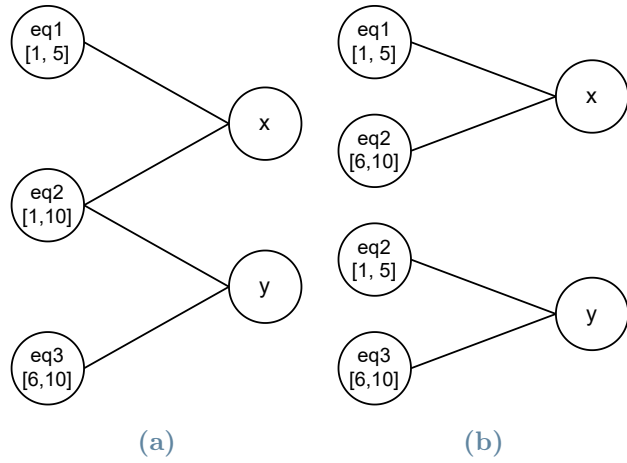 eq1
[1, 5]
x
eq2
[1,10]
y
eq3
[6,10]
(a)
eq1
[1, 5]
x
eq2
[6,10]
eq2
[1, 5]
y
eq3
[6,10]
(b)